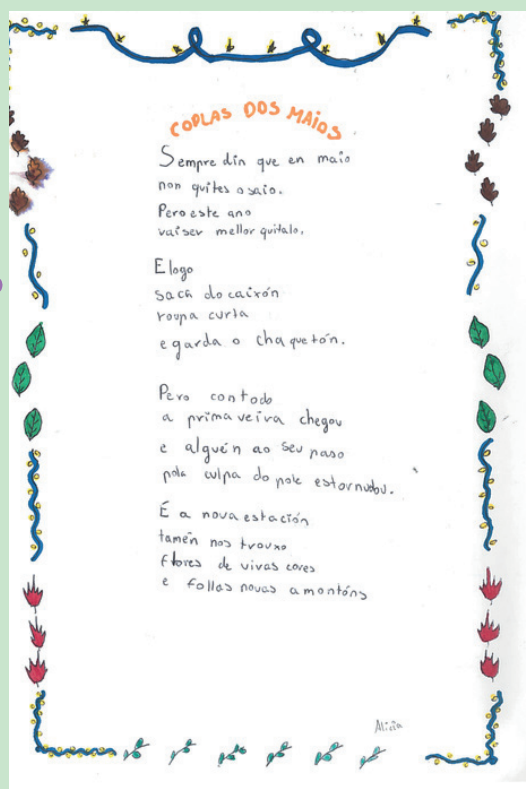 COPLAS DOS MAIOS
Sempre din que en maio
non quites o saio.
Pero este ano
vai ser mellor quitalo.
E logo
saca do caixón
roupa curta
e garda o chaquetón.
Pero con todo
a primaveira chegou
e alguén ao seu paso
pola culpa do pole estornudou.
É a nova estación
tamén nos trouxo
flores de vivas cores
e follas novas a montóns
Alicia